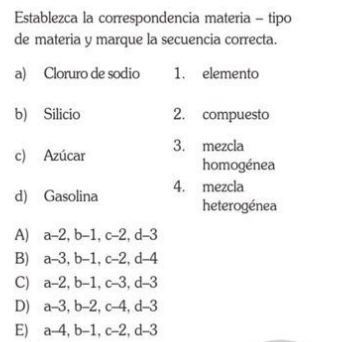 Establezca la correspondencia materia – tipo
de materia y marque la secuencia correcta.
a) Cloruro de sodio 1. elemento
b) Silicio 2. compuesto
c) Azúcar 3. mezcla
homogénea
d) Gasolina 4. mezcla
heterogénea
A) a–2, b–1, c–2, d–3
B) a–3, b–1, c–2, d–4
C) a–2, b–1, c–3, d–3
D) a–3, b–2, c–4, d–3
E) a–4, b–1, c–2, d–3